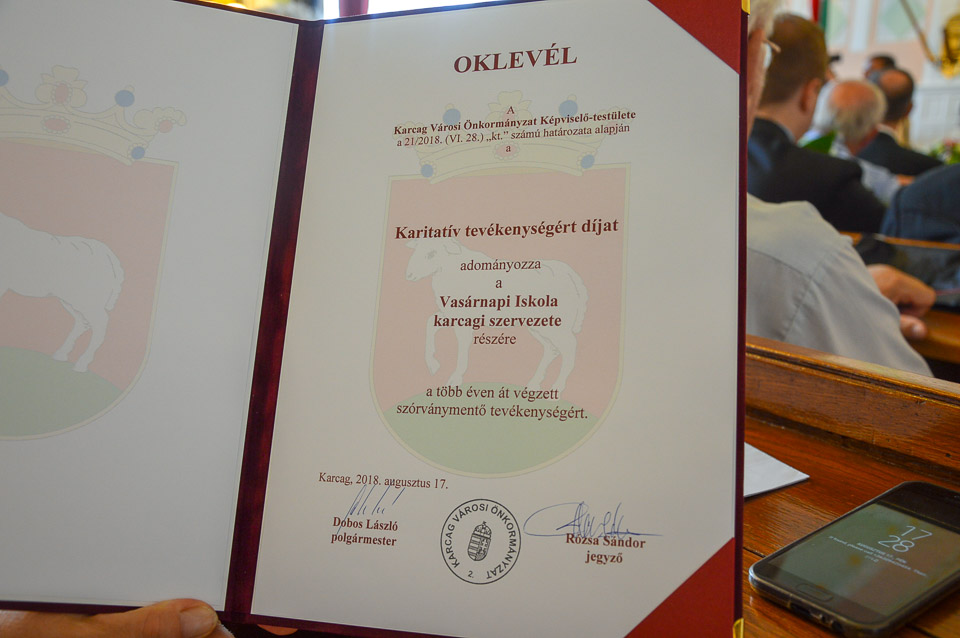 OKLEVÉL
A
Karcag Városi Önkormányzat Képviselő-testülete
a 21/2018. (VI. 28.) „kt.” számú határozata alapján
a
Karitatív tevékenységért díjat
adományozza
a
Vasárnapi Iskola
karcagi szervezete
részére
a több éven át végzett
szórványmentő tevékenységért.
Karcag, 2018. augusztus 17.
Dobos László
polgármester
KARCAG VÁROSI ÖNKORMÁNYZAT
2.
Rózsa Sándor
jegyző
17
28